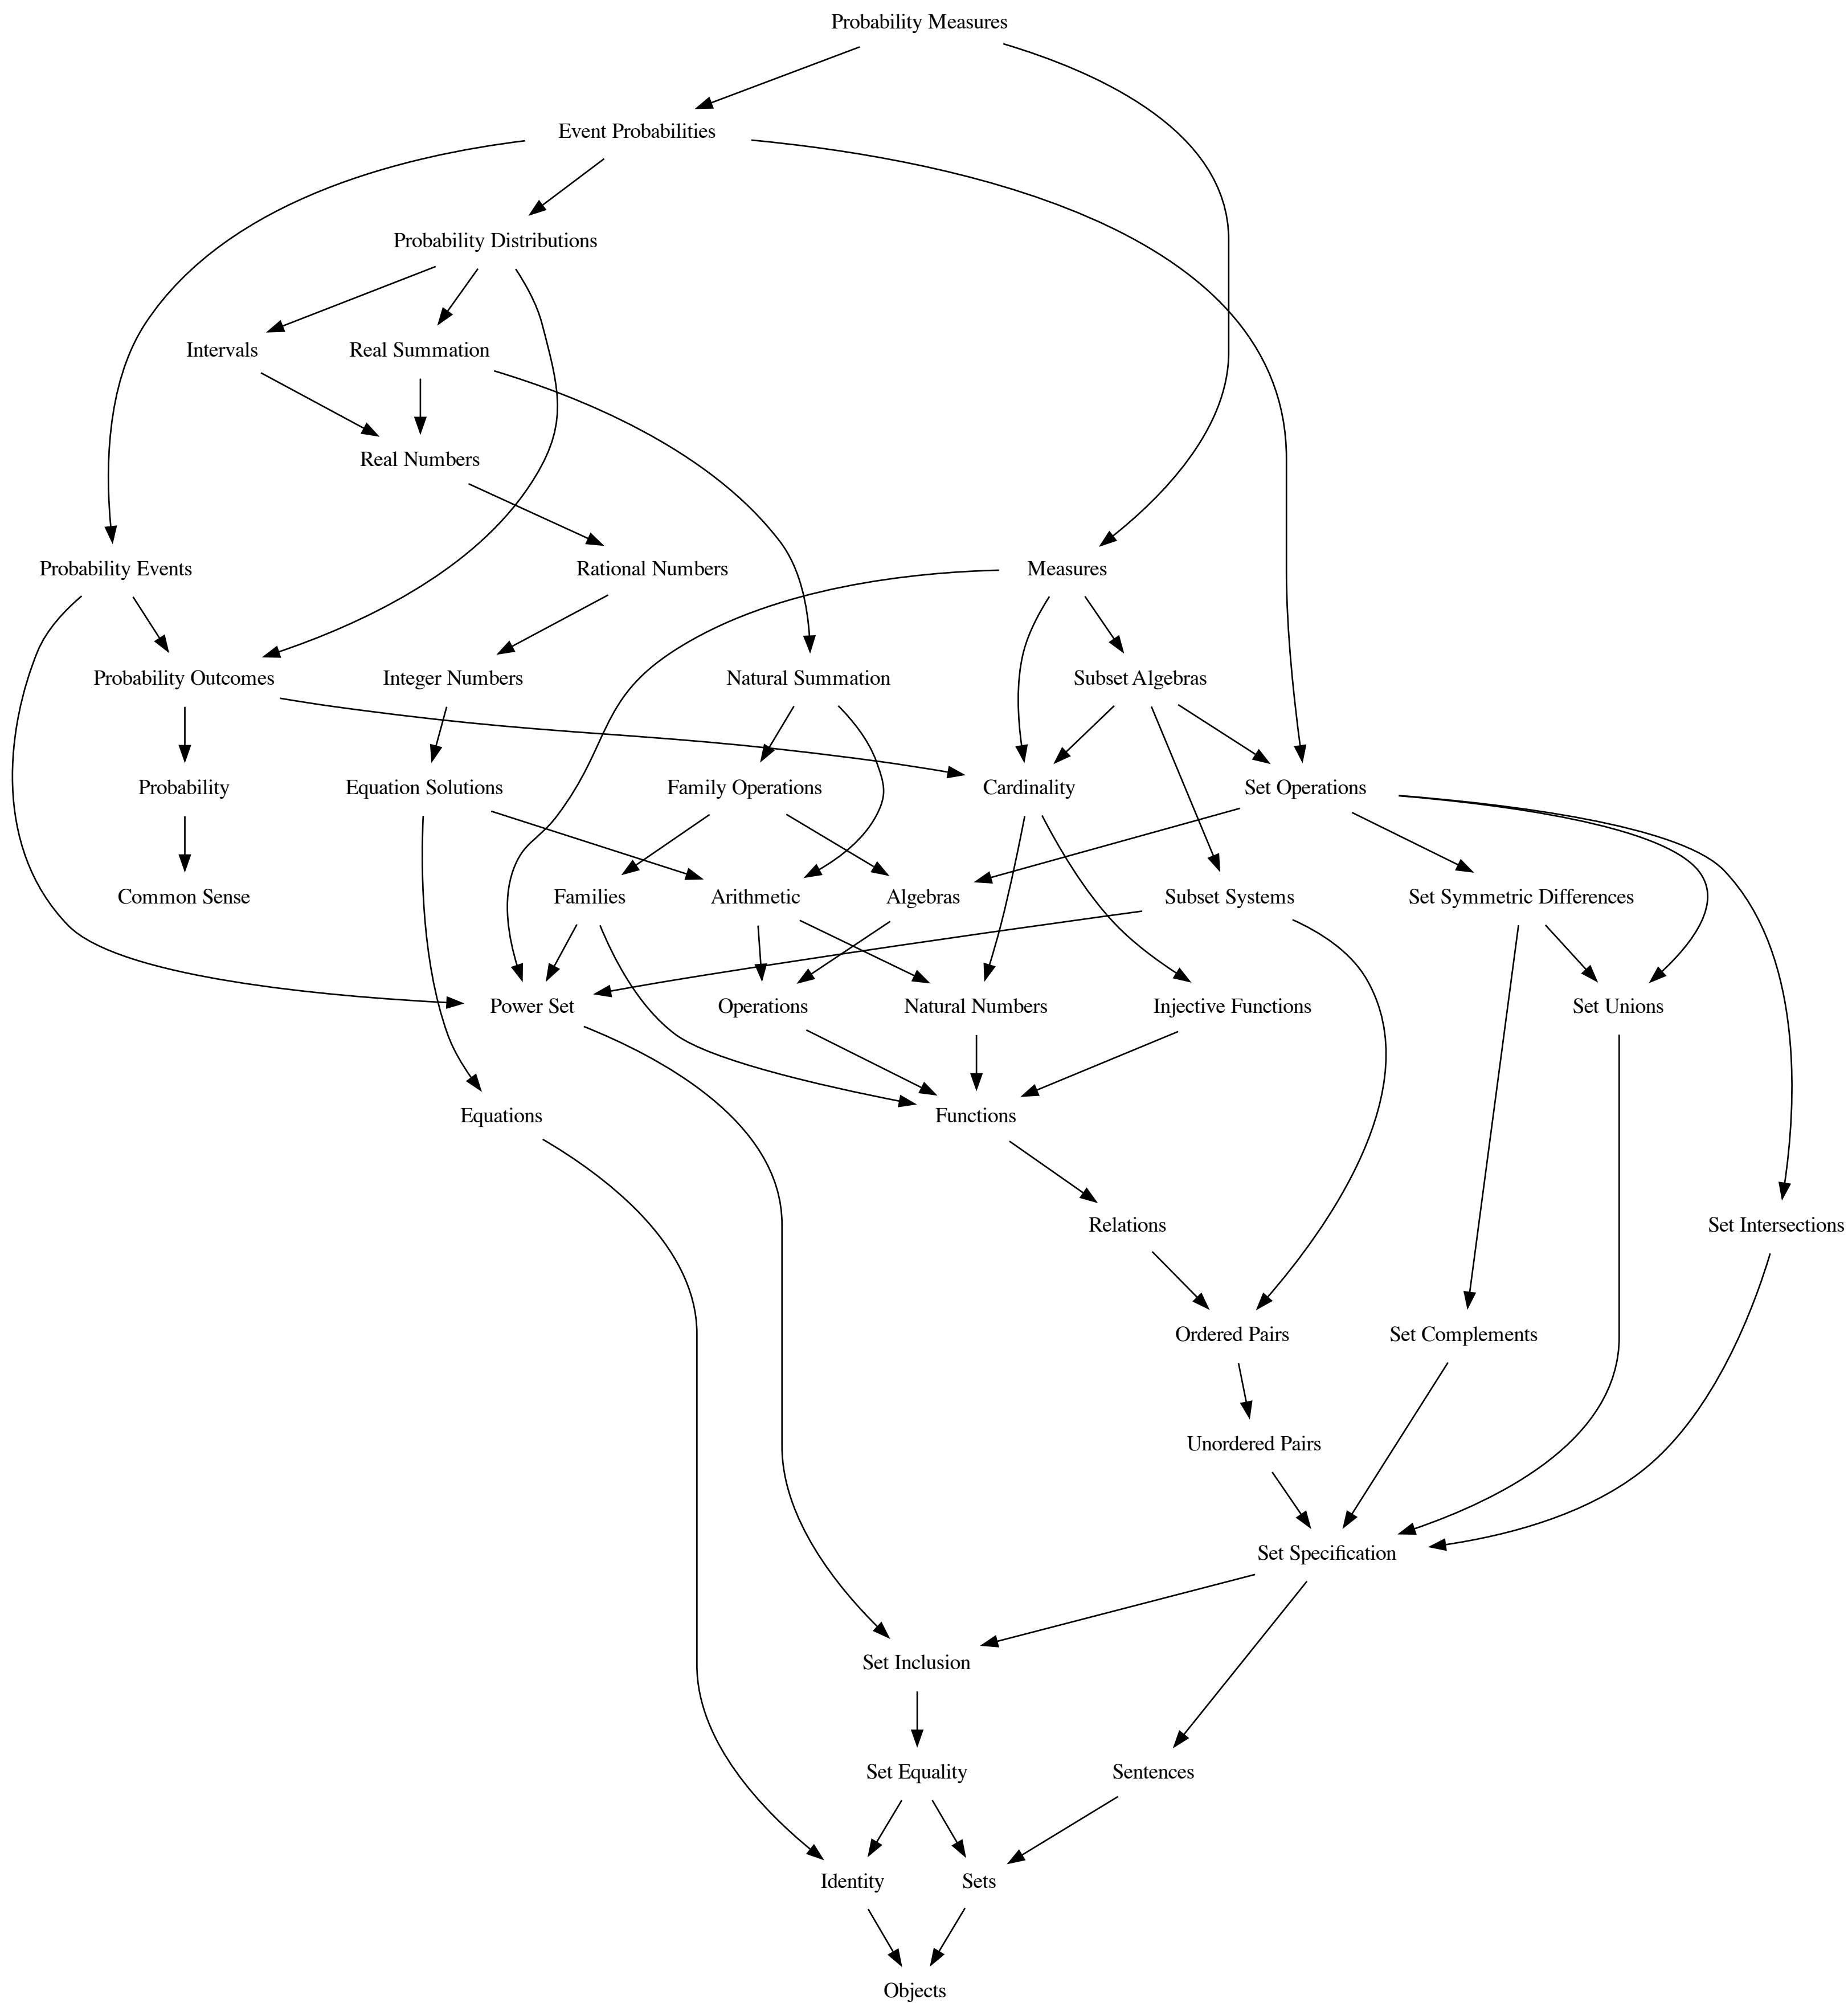 Probability Measures
Event Probabilities
Probability Distributions
Intervals
Real Summation
Real Numbers
Probability Events
Rational Numbers
Measures
Probability Outcomes
Integer Numbers
Natural Summation
Subset Algebras
Probability
Equation Solutions
Family Operations
Cardinality
Set Operations
Common Sense
Families
Arithmetic
Algebras
Subset Systems
Set Symmetric Differences
Power Set
Operations
Natural Numbers
Injective Functions
Set Unions
Equations
Functions
Relations
Set Intersections
Ordered Pairs
Set Complements
Unordered Pairs
Set Specification
Set Inclusion
Set Equality
Sentences
Identity
Sets
Objects